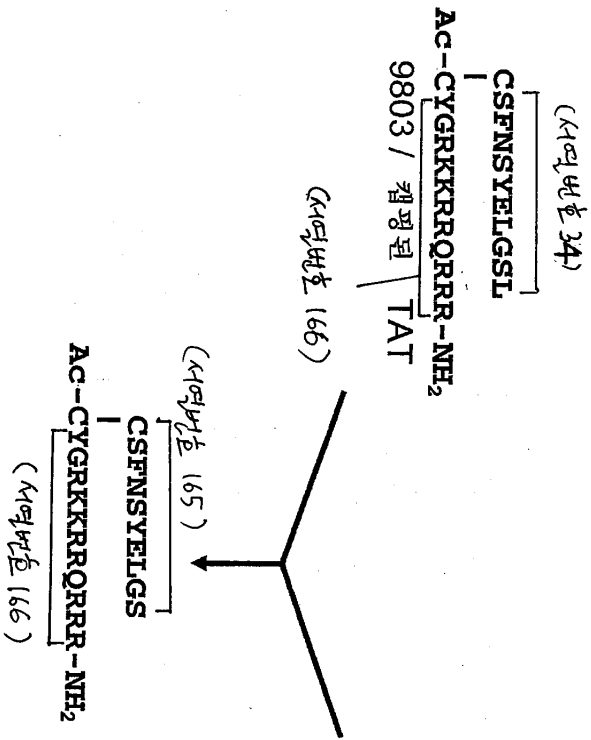 (서열번호 34)
CSFNSYELGSL
Ac-CYGRKKRRQRRR-NH₂
9803 / 캡핑된 TAT
(서열번호 166)
(서열번호 165)
CSFNSYELGS
Ac-CYGRKKRRQRRR-NH₂
(서열번호 166)